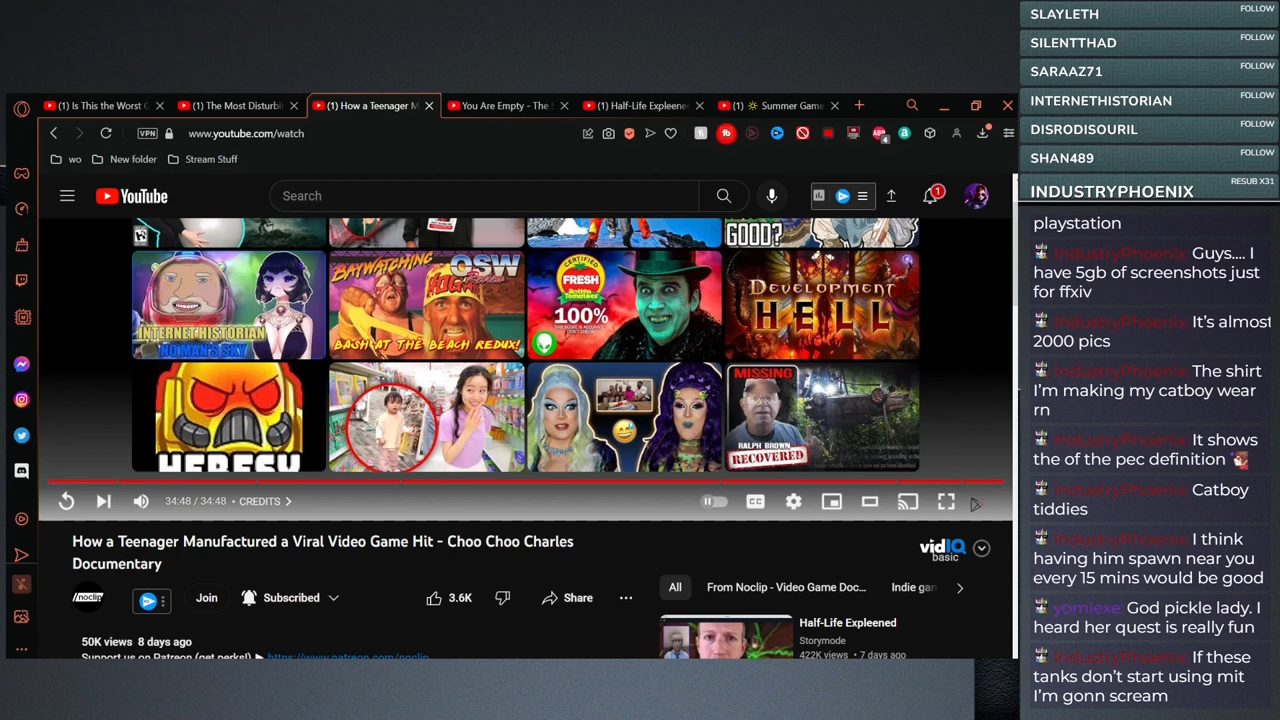 SLAYLETH FOLLOW
SILENTTHAD FOLLOW
SARAAZ71 FOLLOW
INTERNETHISTORIAN FOLLOW
DISRODISOURIL FOLLOW
SHAN489 FOLLOW
INDUSTRYPHOENIX RESUB X31
(1) Is This the Worst G
(1) The Most Disturbi
(1) How a Teenager M
You Are Empty - The S
(1) Half-Life Expleene
(1) Summer Game
VPN www.youtube.com/watch
4
wo New folder Stream Stuff
YouTube Search 1
GOOD?
INTERNET HISTORIAN
NO MAN'S SKY
BAYWATCHING OSW
BASH AT THE BEACH REDUX!
CERTIFIED
FRESH
Rotten
Tomatoes
100%
DEVELOPMENT
HELL
HERESY
MISSING
RALPH BROWN
RECOVERED
34:48 / 34:48 • CREDITS
CC
How a Teenager Manufactured a Viral Video Game Hit - Choo Choo Charles
Documentary
vidIQ
basic
/noclip Join Subscribed 3.6K Share
All From Noclip - Video Game Doc... Indie gan
50K views 8 days ago
Support us on Patreon (get perks!) ▶ https://www.patreon.com/noclip
Half-Life Expleened
Storymode
422K views • 7 days ago
playstation
IndustryPhoenix: Guys.... I
have 5gb of screenshots just
for ffxiv
IndustryPhoenix: It's almost
2000 pics
IndustryPhoenix: The shirt
I'm making my catboy wear
rn
IndustryPhoenix: It shows
the of the pec definition
IndustryPhoenix: Catboy
tiddies
IndustryPhoenix: I think
having him spawn near you
every 15 mins would be good
yomiexe: God pickle lady. I
heard her quest is really fun
IndustryPhoenix: If these
tanks don't start using mit
I'm gonn scream